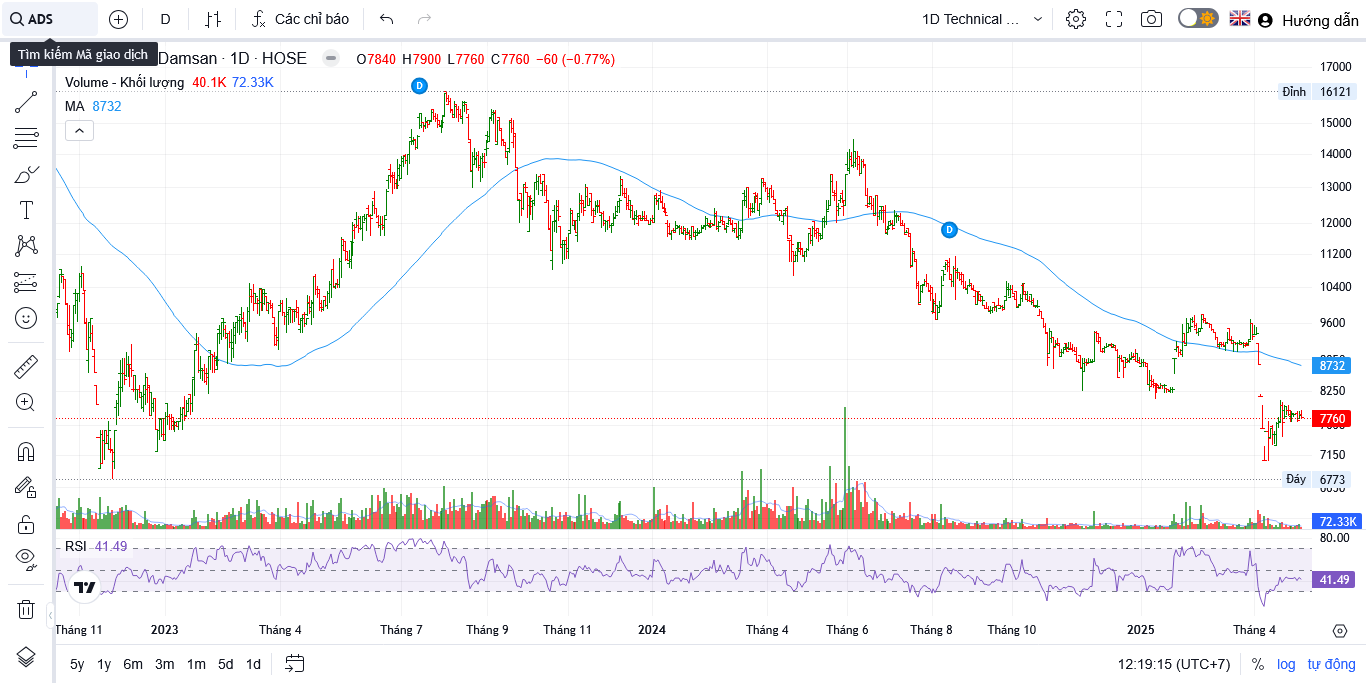 ADS
D
Các chỉ báo
1D Technical ...
Hướng dẫn
Tìm kiếm Mã giao dịch
Damsan · 1D · HOSE
O7840 H7900 L7760 C7760 −60 (−0.77%)
Volume - Khối lượng 40.1K 72.33K
MA 8732
D
D
17000
Đỉnh 16121
15000
14000
13000
12000
11200
10400
9600
8732
8250
7760
7150
Đáy 6773
72.33K
RSI 41.49
80.00
41.49
Tháng 11 2023 Tháng 4 Tháng 7 Tháng 9 Tháng 11 2024 Tháng 4 Tháng 6 Tháng 8 Tháng 10 2025 Tháng 4
5y 1y 6m 3m 1m 5d 1d
12:19:15 (UTC+7) % log tự động